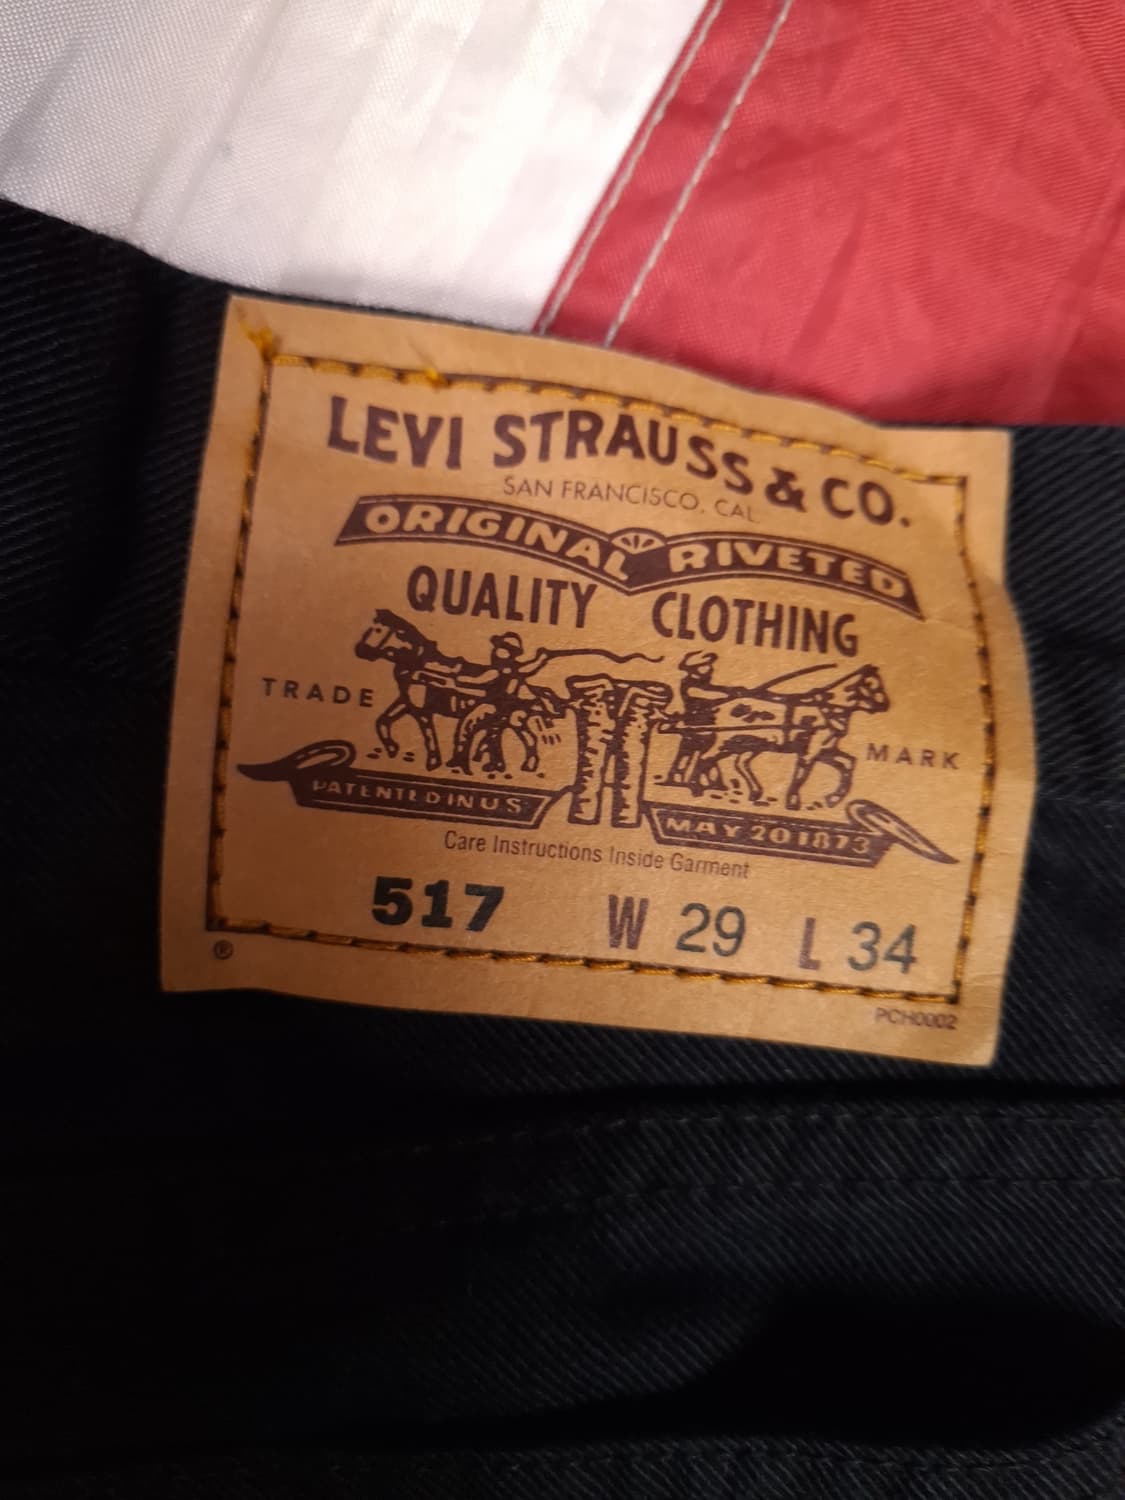 LEVI STRAUSS & CO.
SAN FRANCISCO, CAL
ORIGINAL RIVETED
QUALITY CLOTHING
TRADE MARK
PATENTED IN U S
MAY 20 1873
Care Instructions Inside Garment
517 W 29 L 34
®
PCH0002